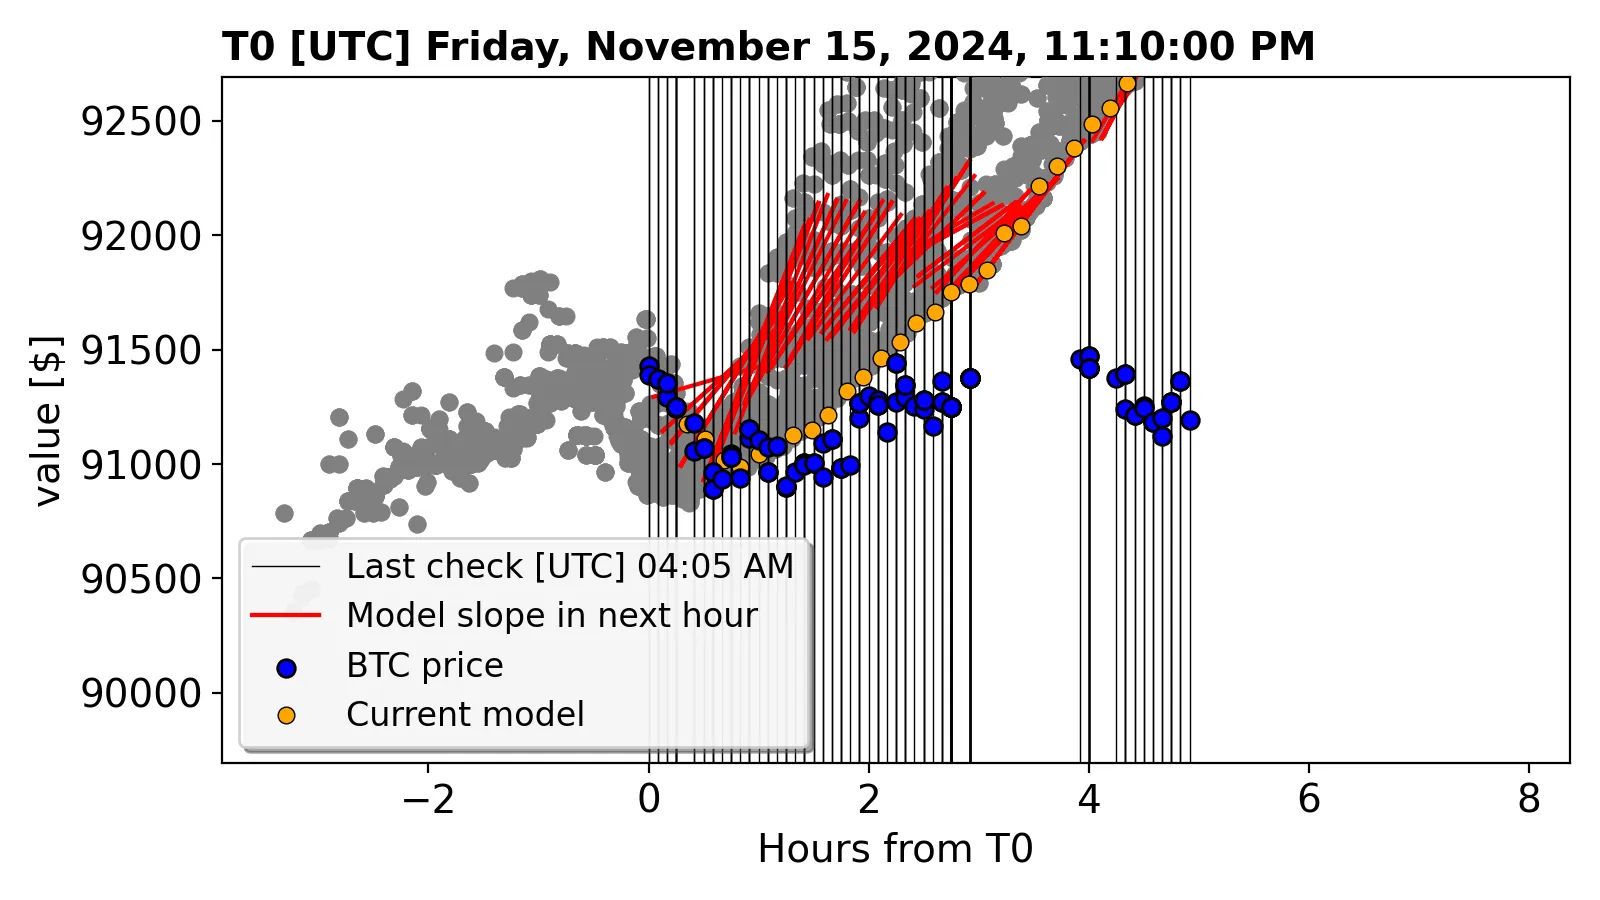 T0 [UTC] Friday, November 15, 2024, 11:10:00 PM
92500
92000
91500
91000
90500
90000
value [$]
Last check [UTC] 04:05 AM
Model slope in next hour
BTC price
Current model
−2 0 2 4 6 8
Hours from T0